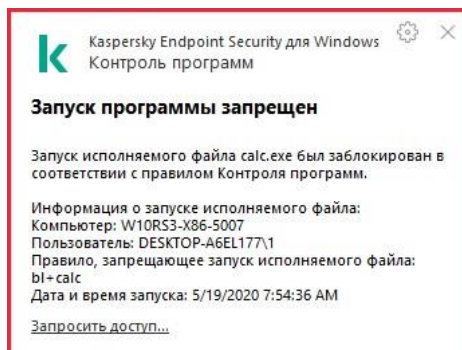 Kaspersky Endpoint Security для Windows
Контроль программ
Запуск программы запрещен
Запуск исполняемого файла calc.exe был заблокирован в
соответствии с правилом Контроля программ.
Информация о запуске исполняемого файла:
Компьютер: W10RS3-X86-5007
Пользователь: DESKTOP-A6EL177\1
Правило, запрещающее запуск исполняемого файла:
bl+calc
Дата и время запуска: 5/19/2020 7:54:36 AM
Запросить доступ...